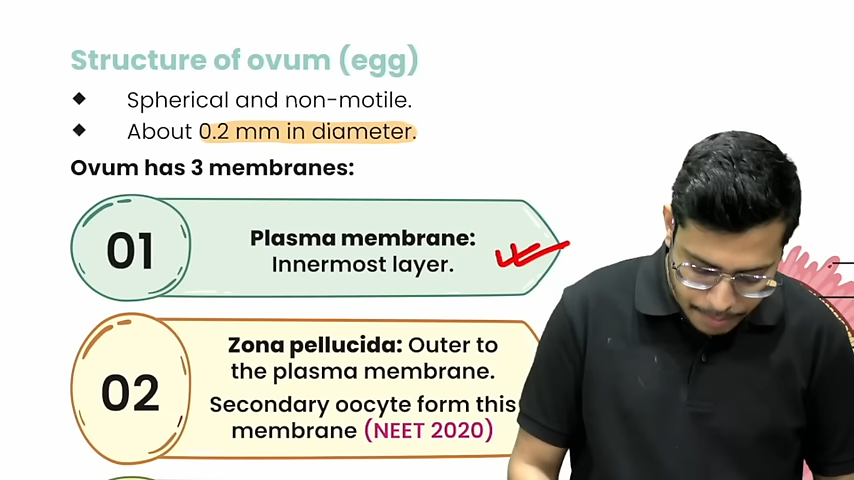 Structure of ovum (egg)
Spherical and non-motile.
About 0.2 mm in diameter.
Ovum has 3 membranes:
01
Plasma membrane:
Innermost layer.
02
Zona pellucida: Outer to
the plasma membrane.
Secondary oocyte form this
membrane (NEET 2020)